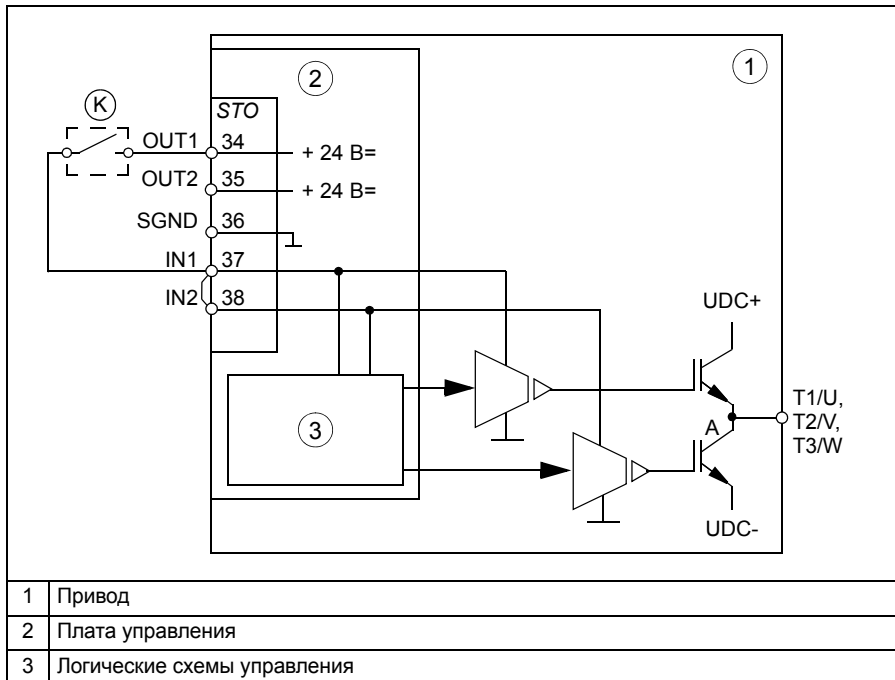 1
2
K
STO
OUT1 34 + 24 В=
OUT2 35 + 24 В=
SGND 36
IN1 37
IN2 38
UDC+
3
A
T1/U,
T2/V,
T3/W
UDC-
1 Привод
2 Плата управления
3 Логические схемы управления